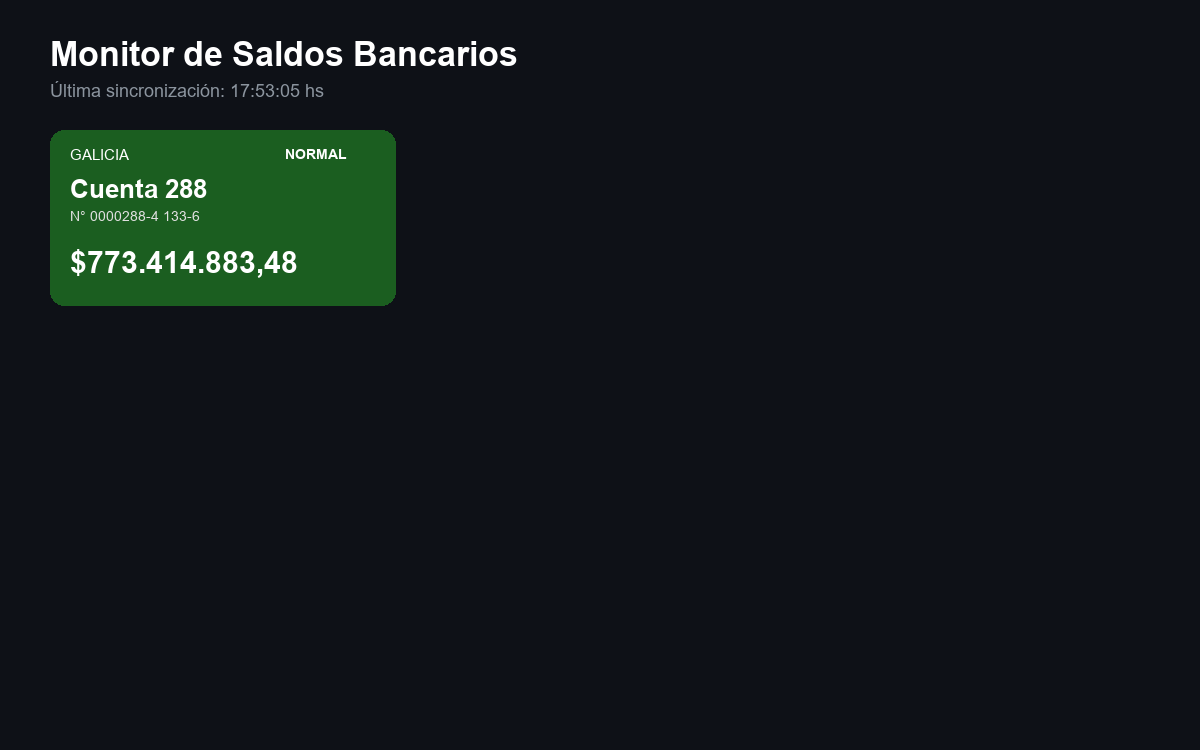 Monitor de Saldos Bancarios
Última sincronización: 17:53:05 hs
GALICIA NORMAL
Cuenta 288
N° 0000288-4 133-6
$773.414.883,48